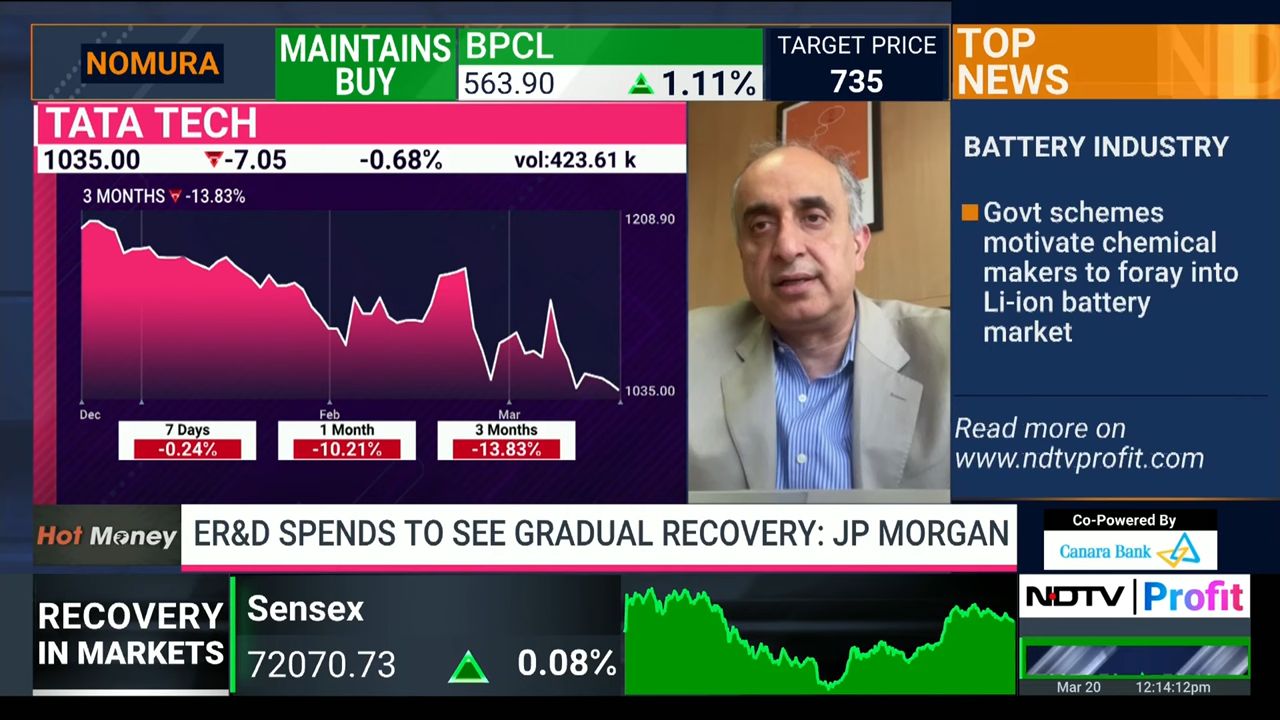 NOMURA
MAINTAINS
BUY
BPCL
563.90
1.11%
TARGET PRICE
735
TOP
NEWS
TATA TECH
1035.00
-7.05
-0.68%
vol:423.61 k
3 MONTHS
-13.83%
1208.90
1035.00
Dec
Feb
Mar
7 Days
-0.24%
1 Month
-10.21%
3 Months
-13.83%
BATTERY INDUSTRY
Govt schemes
motivate chemical
makers to foray into
Li-ion battery
market
Read more on
www.ndtvprofit.com
Hot Money
ER&D SPENDS TO SEE GRADUAL RECOVERY: JP MORGAN
Co-Powered By
Canara Bank
RECOVERY
IN MARKETS
Sensex
72070.73
0.08%
NDTV Profit
Mar 20
12:14:12pm